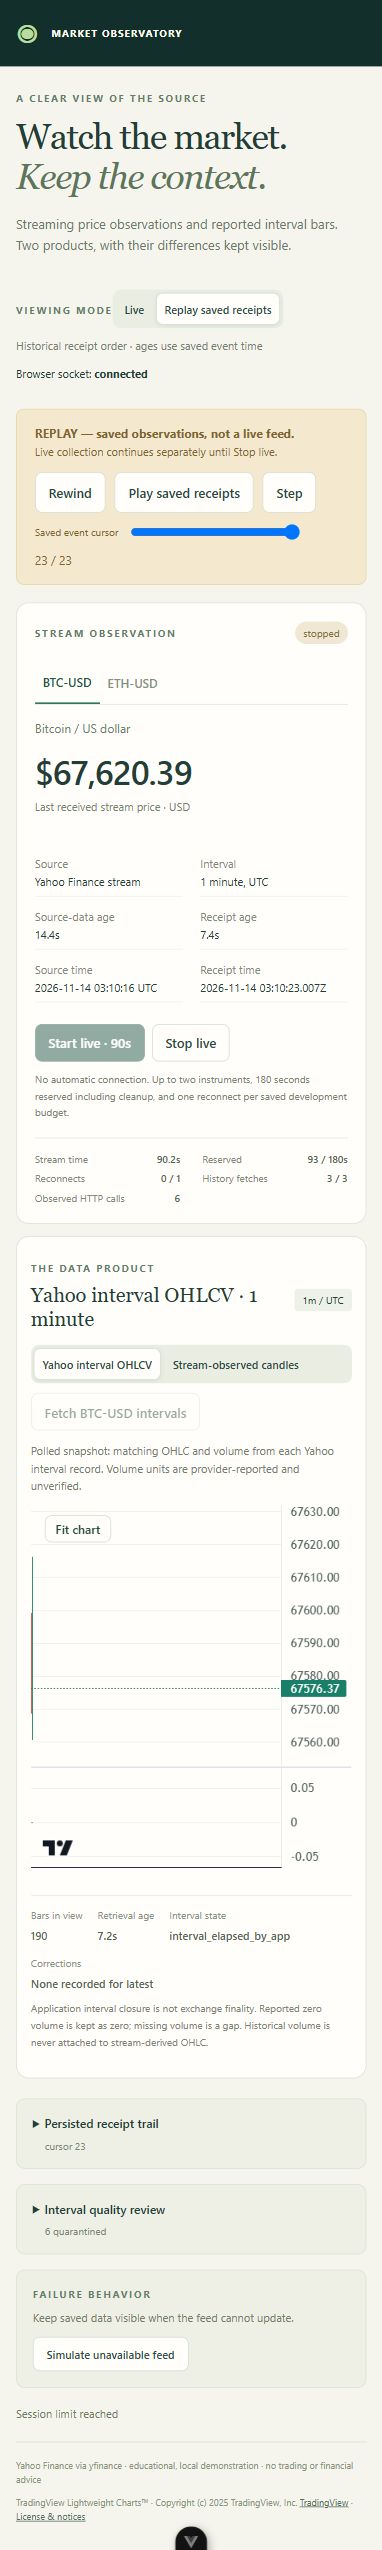 MARKET OBSERVATORY
A CLEAR VIEW OF THE SOURCE
Watch the market.
Keep the context.
Streaming price observations and reported interval bars.
Two products, with their differences kept visible.
VIEWING MODE Live Replay saved receipts
Historical receipt order · ages use saved event time
Browser socket: connected
REPLAY — saved observations, not a live feed.
Live collection continues separately until Stop live.
Rewind Play saved receipts Step
Saved event cursor
23 / 23
STREAM OBSERVATION stopped
BTC-USD ETH-USD
Bitcoin / US dollar
$67,620.39
Last received stream price · USD
Source Interval
Yahoo Finance stream 1 minute, UTC
Source-data age Receipt age
14.4s 7.4s
Source time Receipt time
2026-11-14 03:10:16 UTC 2026-11-14 03:10:23.007Z
Start live · 90s Stop live
No automatic connection. Up to two instruments, 180 seconds
reserved including cleanup, and one reconnect per saved development
budget.
Stream time 90.2s Reserved 93 / 180s
Reconnects 0 / 1 History fetches 3 / 3
Observed HTTP calls 6
THE DATA PRODUCT
Yahoo interval OHLCV · 1
minute
1m / UTC
Yahoo interval OHLCV Stream-observed candles
Fetch BTC-USD intervals
Polled snapshot: matching OHLC and volume from each Yahoo
interval record. Volume units are provider-reported and
unverified.
67630.00
Fit chart
67620.00
67610.00
67600.00
67590.00
67580.00
67576.37
67570.00
67560.00
0.05
0
-0.05
Bars in view Retrieval age Interval state
190 7.2s interval_elapsed_by_app
Corrections
None recorded for latest
Application interval closure is not exchange finality. Reported zero
volume is kept as zero; missing volume is a gap. Historical volume is
never attached to stream-derived OHLC.
Persisted receipt trail
cursor 23
Interval quality review
6 quarantined
FAILURE BEHAVIOR
Keep saved data visible when the feed cannot update.
Simulate unavailable feed
Session limit reached
Yahoo Finance via yfinance · educational, local demonstration · no trading or financial
advice
TradingView Lightweight Charts™ · Copyright (c) 2025 TradingView, Inc. TradingView ·
License & notices